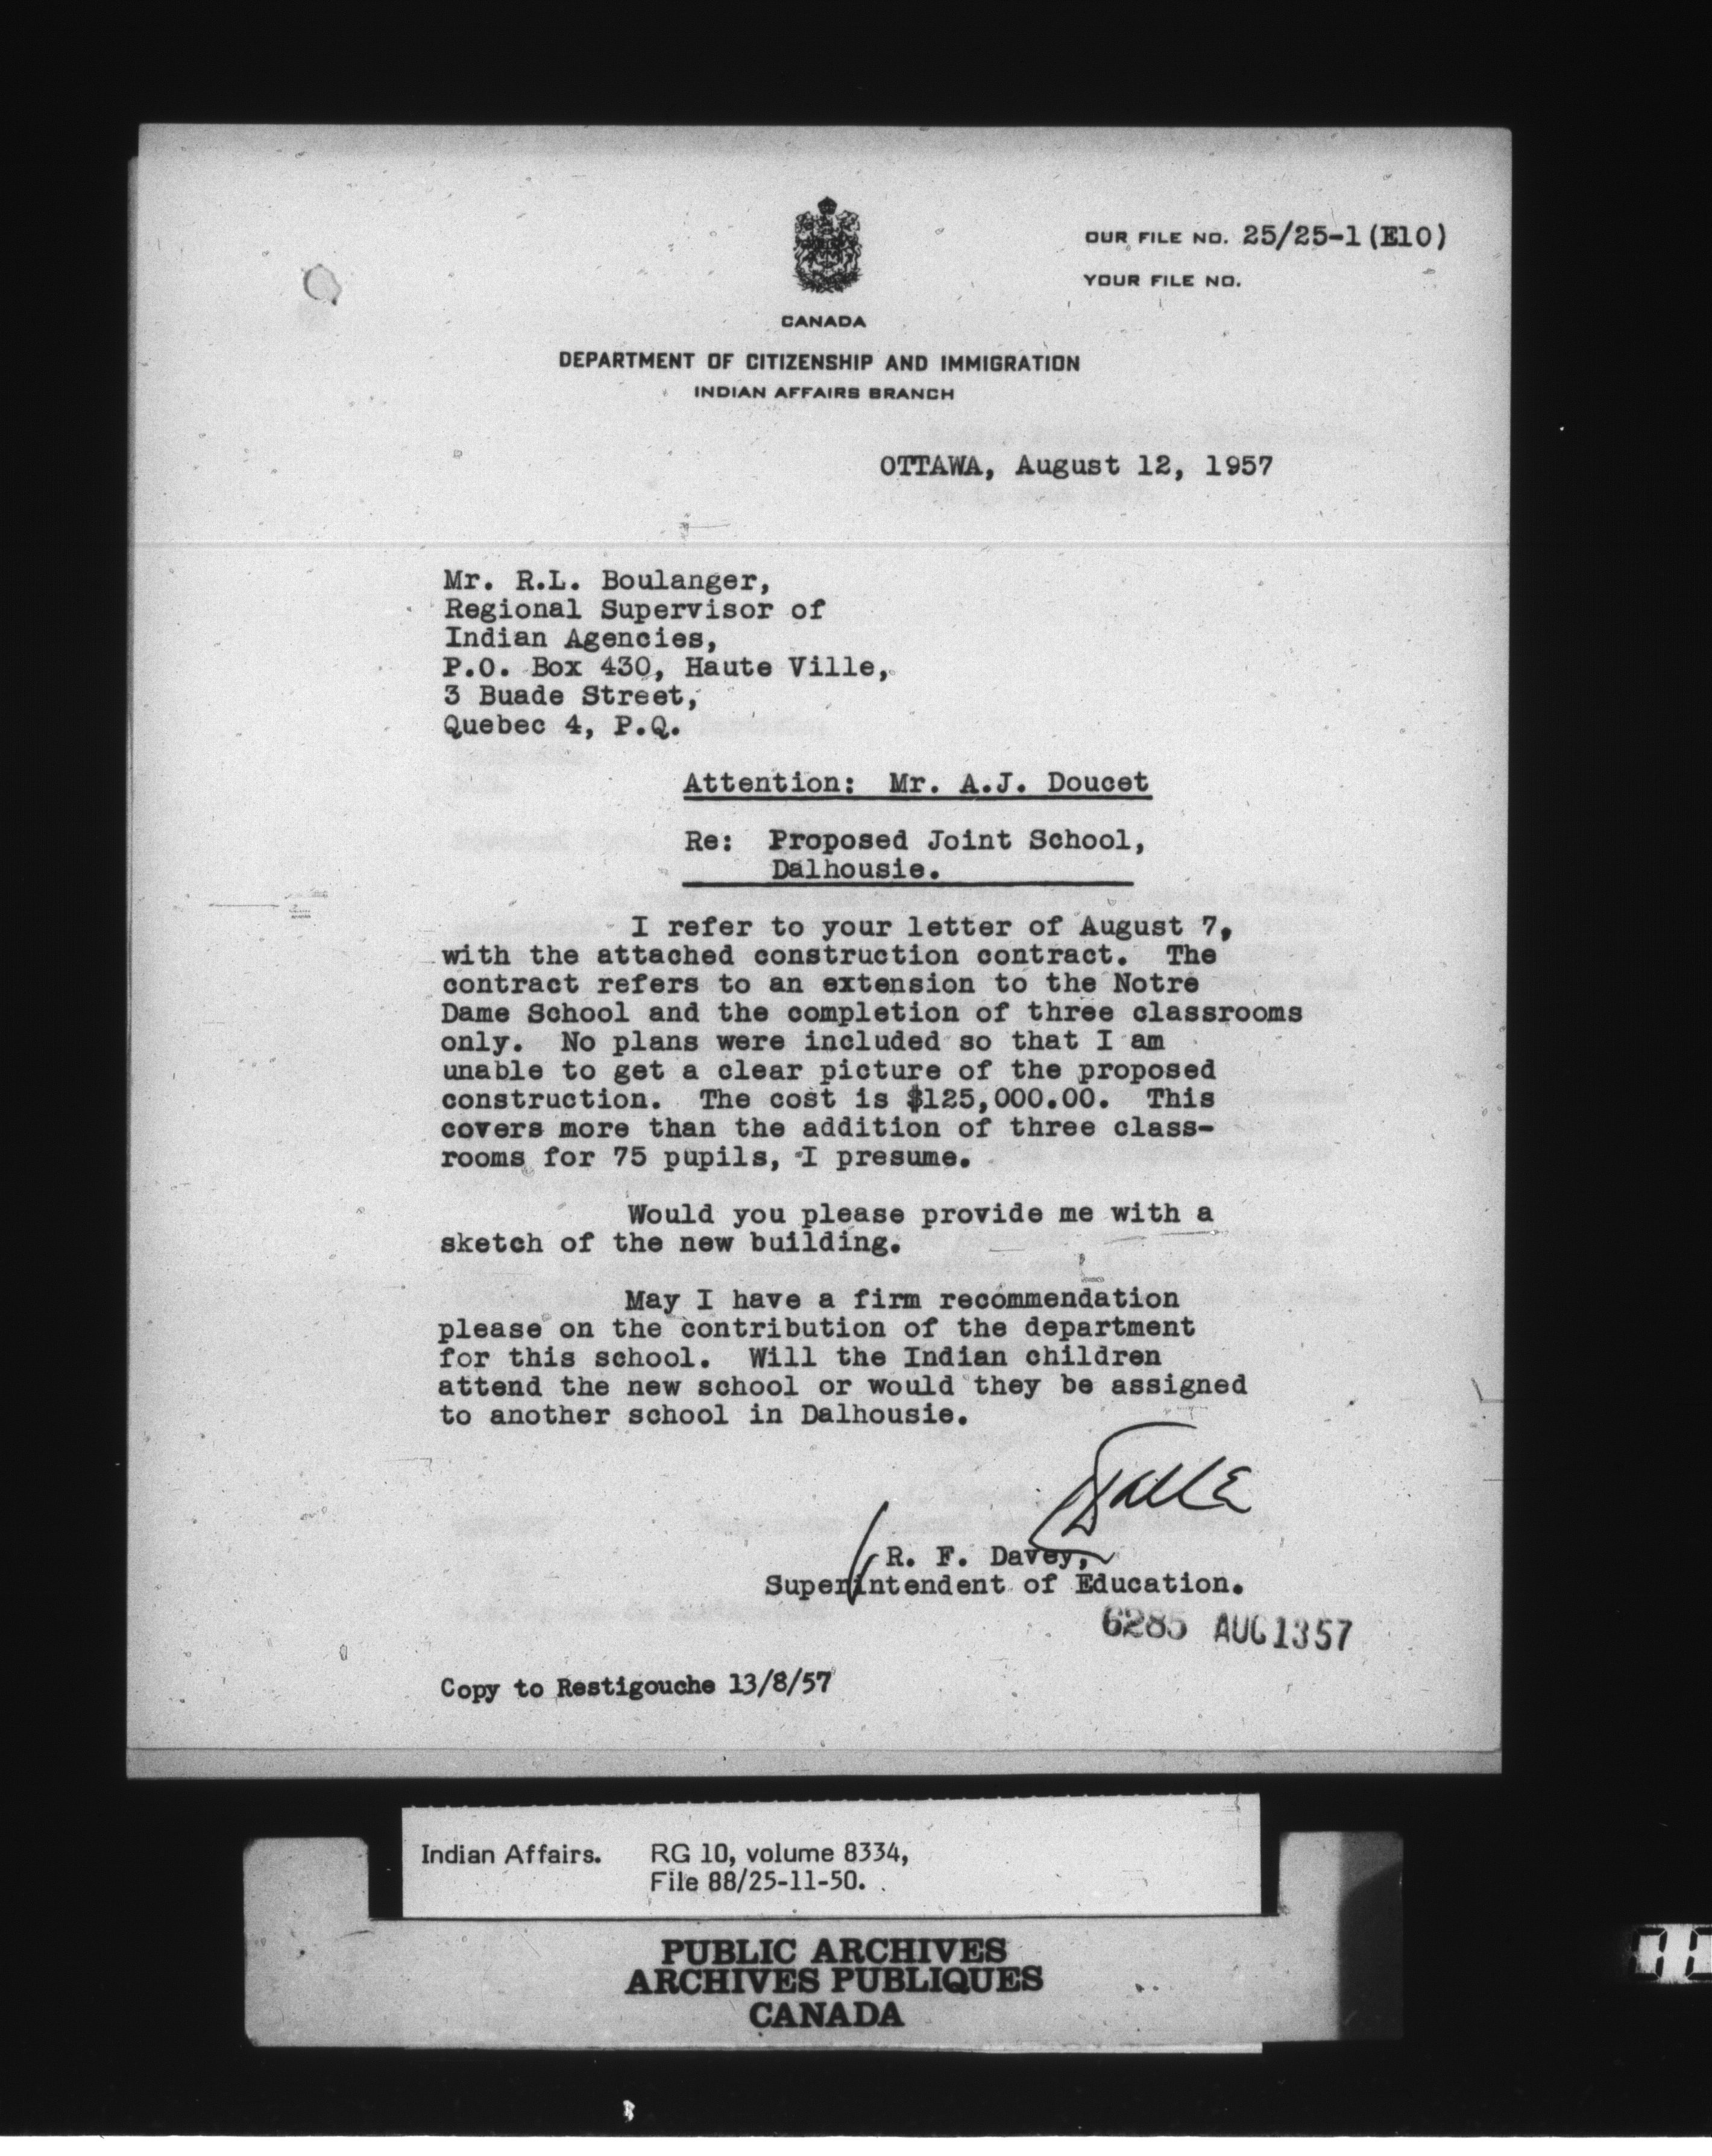 OUR FILE NO. 25/25-1(E10)
YOUR FILE NO.
CANADA
DEPARTMENT OF CITIZENSHIP AND IMMIGRATION
INDIAN AFFAIRS BRANCH
OTTAWA, August 12, 1957
Mr. R.L. Boulanger,
Regional Supervisor of
Indian Agencies,
P.O. Box 430, Haute Ville,
3 Buade Street,
Quebec 4, P.Q.
Attention: Mr. A.J. Doucet
Re: Proposed Joint School,
Dalhousie.
I refer to your letter of August 7,
with the attached construction contract. The
contract refers to an extension to the Notre
Dame School and the completion of three classrooms
only. No plans were included so that I am
unable to get a clear picture of the proposed
construction. The cost is $125,000.00. This
covers more than the addition of three class-
rooms for 75 pupils, I presume.
Would you please provide me with a
sketch of the new building.
May I have a firm recommendation
please on the contribution of the department
for this school. Will the Indian children
attend the new school or would they be assigned
to another school in Dalhousie.
R. F. Davey,
Superintendent of Education.
6285 AUG 13 57
Copy to Restigouche 13/8/57
Indian Affairs. RG 10, volume 8334,
File 88/25-11-50.
PUBLIC ARCHIVES
ARCHIVES PUBLIQUES
CANADA